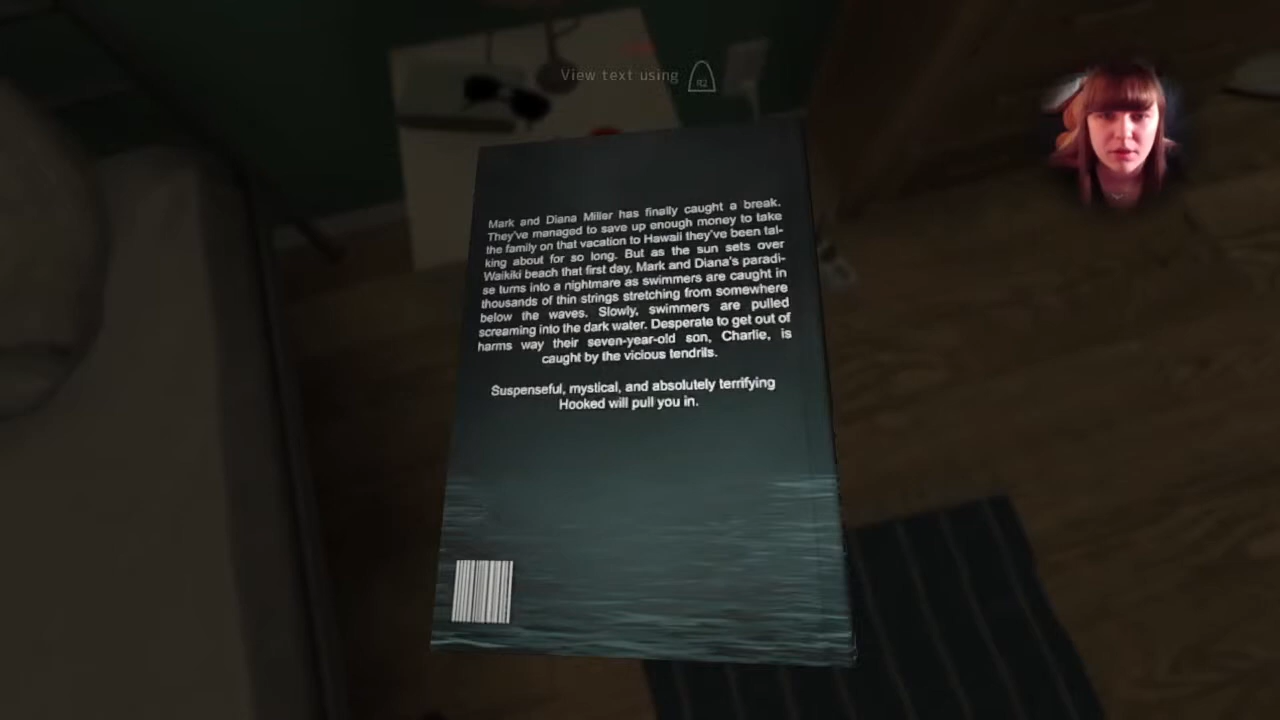 View text using R2
Mark and Diana Miller has finally caught a break.
They've managed to save up enough money to take
the family on that vacation to Hawaii they've been tal-
king about for so long. But as the sun sets over
Waikiki beach that first day, Mark and Diana's paradi-
se turns into a nightmare as swimmers are caught in
thousands of thin strings stretching from somewhere
below the waves. Slowly, swimmers are pulled
screaming into the dark water. Desperate to get out of
harms way their seven-year-old son, Charlie, is
caught by the vicious tendrils.
Suspenseful, mystical, and absolutely terrifying
Hooked will pull you in.